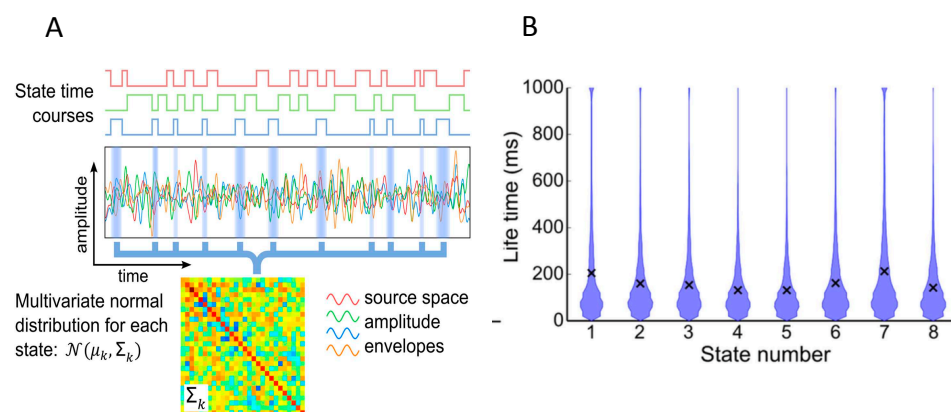 A
State time
courses
amplitude
time
Multivariate normal
distribution for each
state: 𝒩(μₖ, Σₖ)
Σₖ
source space
amplitude
envelopes
B
Life time (ms)
1000
800
600
400
200
0
1 2 3 4 5 6 7 8
State number